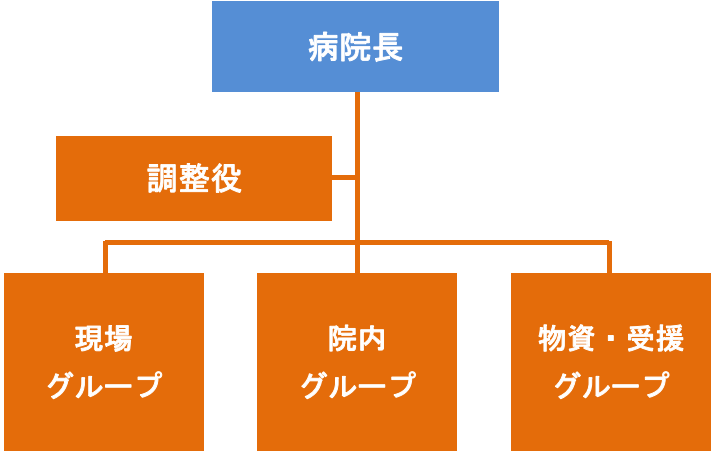 病院長
調整役
現場
グループ
院内
グループ
物資・受援
グループ